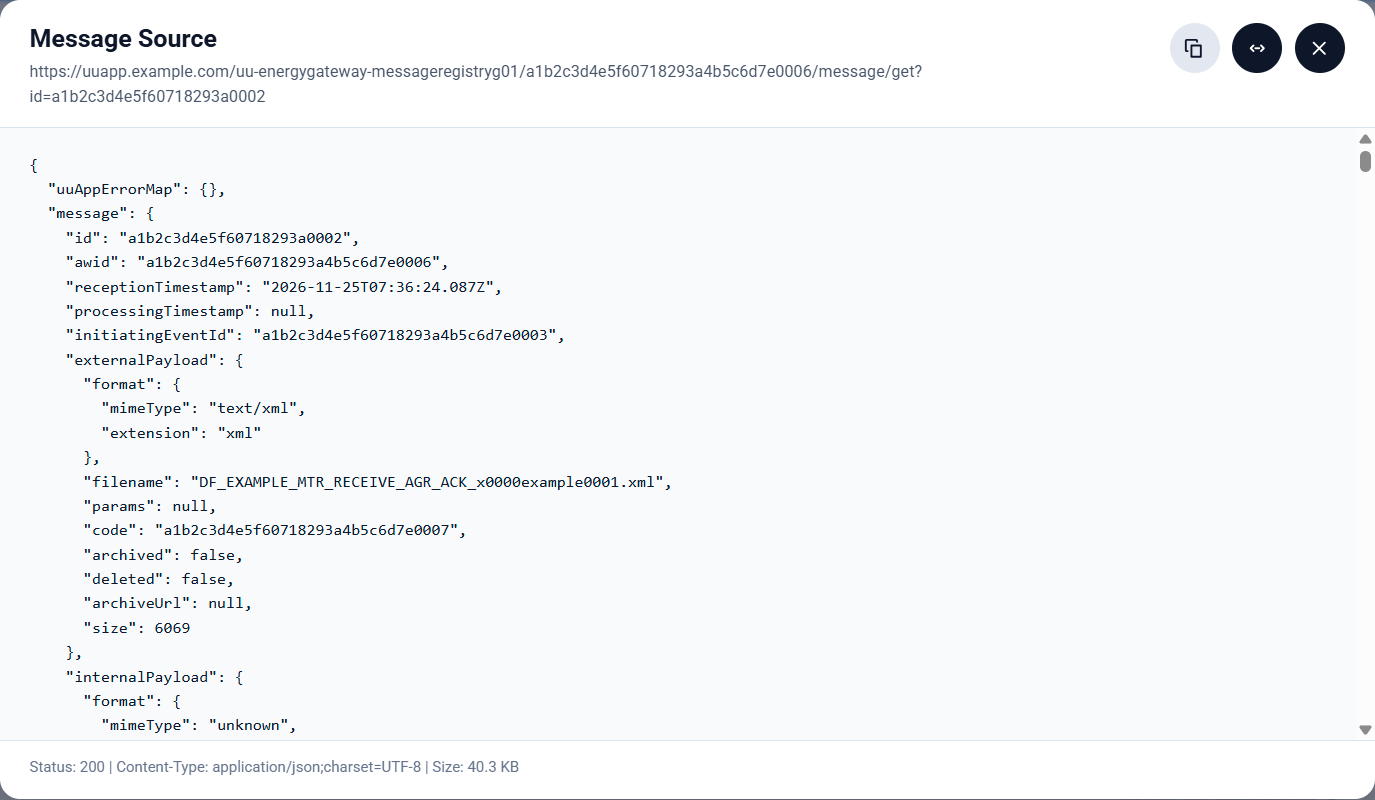 Message Source
https://uuapp.example.com/uu-energygateway-messageregistryg01/a1b2c3d4e5f60718293a4b5c6d7e0006/message/get?
id=a1b2c3d4e5f60718293a0002
{
  "uuAppErrorMap": {},
  "message": {
    "id": "a1b2c3d4e5f60718293a0002",
    "awid": "a1b2c3d4e5f60718293a4b5c6d7e0006",
    "receptionTimestamp": "2026-11-25T07:36:24.087Z",
    "processingTimestamp": null,
    "initiatingEventId": "a1b2c3d4e5f60718293a4b5c6d7e0003",
    "externalPayload": {
      "format": {
        "mimeType": "text/xml",
        "extension": "xml"
      },
      "filename": "DF_EXAMPLE_MTR_RECEIVE_AGR_ACK_x0000example0001.xml",
      "params": null,
      "code": "a1b2c3d4e5f60718293a4b5c6d7e0007",
      "archived": false,
      "deleted": false,
      "archiveUrl": null,
      "size": 6069
    },
    "internalPayload": {
      "format": {
        "mimeType": "unknown",
Status: 200 | Content-Type: application/json;charset=UTF-8 | Size: 40.3 KB